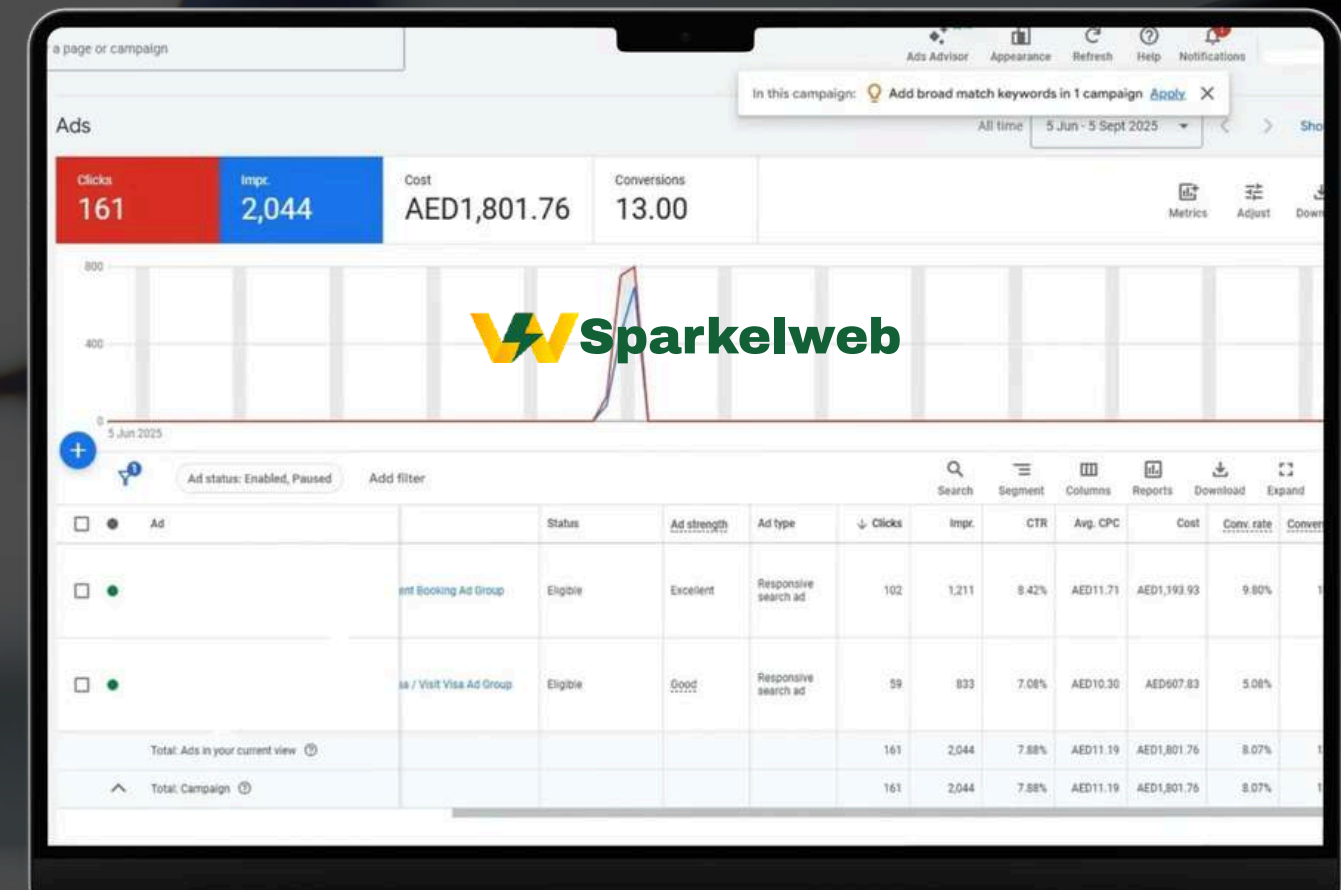 a page or campaign
Ads Advisor Appearance Refresh Help Notifications
In this campaign: Add broad match keywords in 1 campaign Apply
Ads
All time 5 Jun - 5 Sept 2025
Clicks Impr. Cost Conversions
161 2,044 AED1,801.76 13.00
Metrics Adjust
800
400
0
5 Jun 2025
Sparkelweb
1
Ad status: Enabled, Paused Add filter
Search Segment Columns Reports Download Expand
Ad Status Ad strength Ad type Clicks Impr. CTR Avg. CPC Cost Conv. rate
ent Booking Ad Group Eligible Excellent Responsive search ad 102 1,211 8.42% AED11.71 AED1,193.93 9.80%
sa / Visit Visa Ad Group Eligible Good Responsive search ad 59 833 7.08% AED10.30 AED607.83 5.08%
Total: Ads in your current view 161 2,044 7.88% AED11.19 AED1,801.76 8.07%
Total: Campaign 161 2,044 7.88% AED11.19 AED1,801.76 8.07%